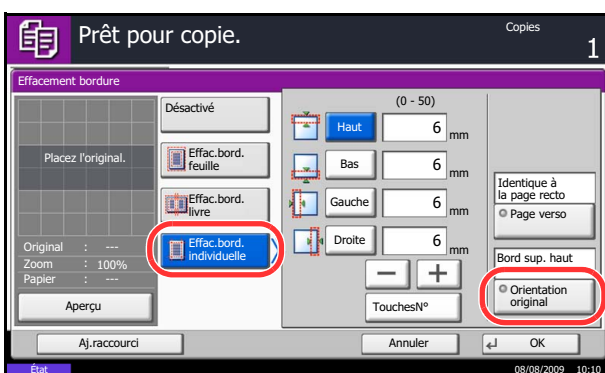 Prêt pour copie.
Copies
1
Effacement bordure
Placez l'original.
Original : ---
Zoom : 100%
Papier : ---
Aperçu
Désactivé
Effac.bord.
feuille
Effac.bord.
livre
Effac.bord.
individuelle
(0 - 50)
Haut 6 mm
Bas 6 mm
Gauche 6 mm
Droite 6 mm
− +
TouchesN°
Identique à
la page recto
Page verso
Bord sup. haut
Orientation
original
Aj.raccourci
Annuler
OK
État
08/08/2009 10:10